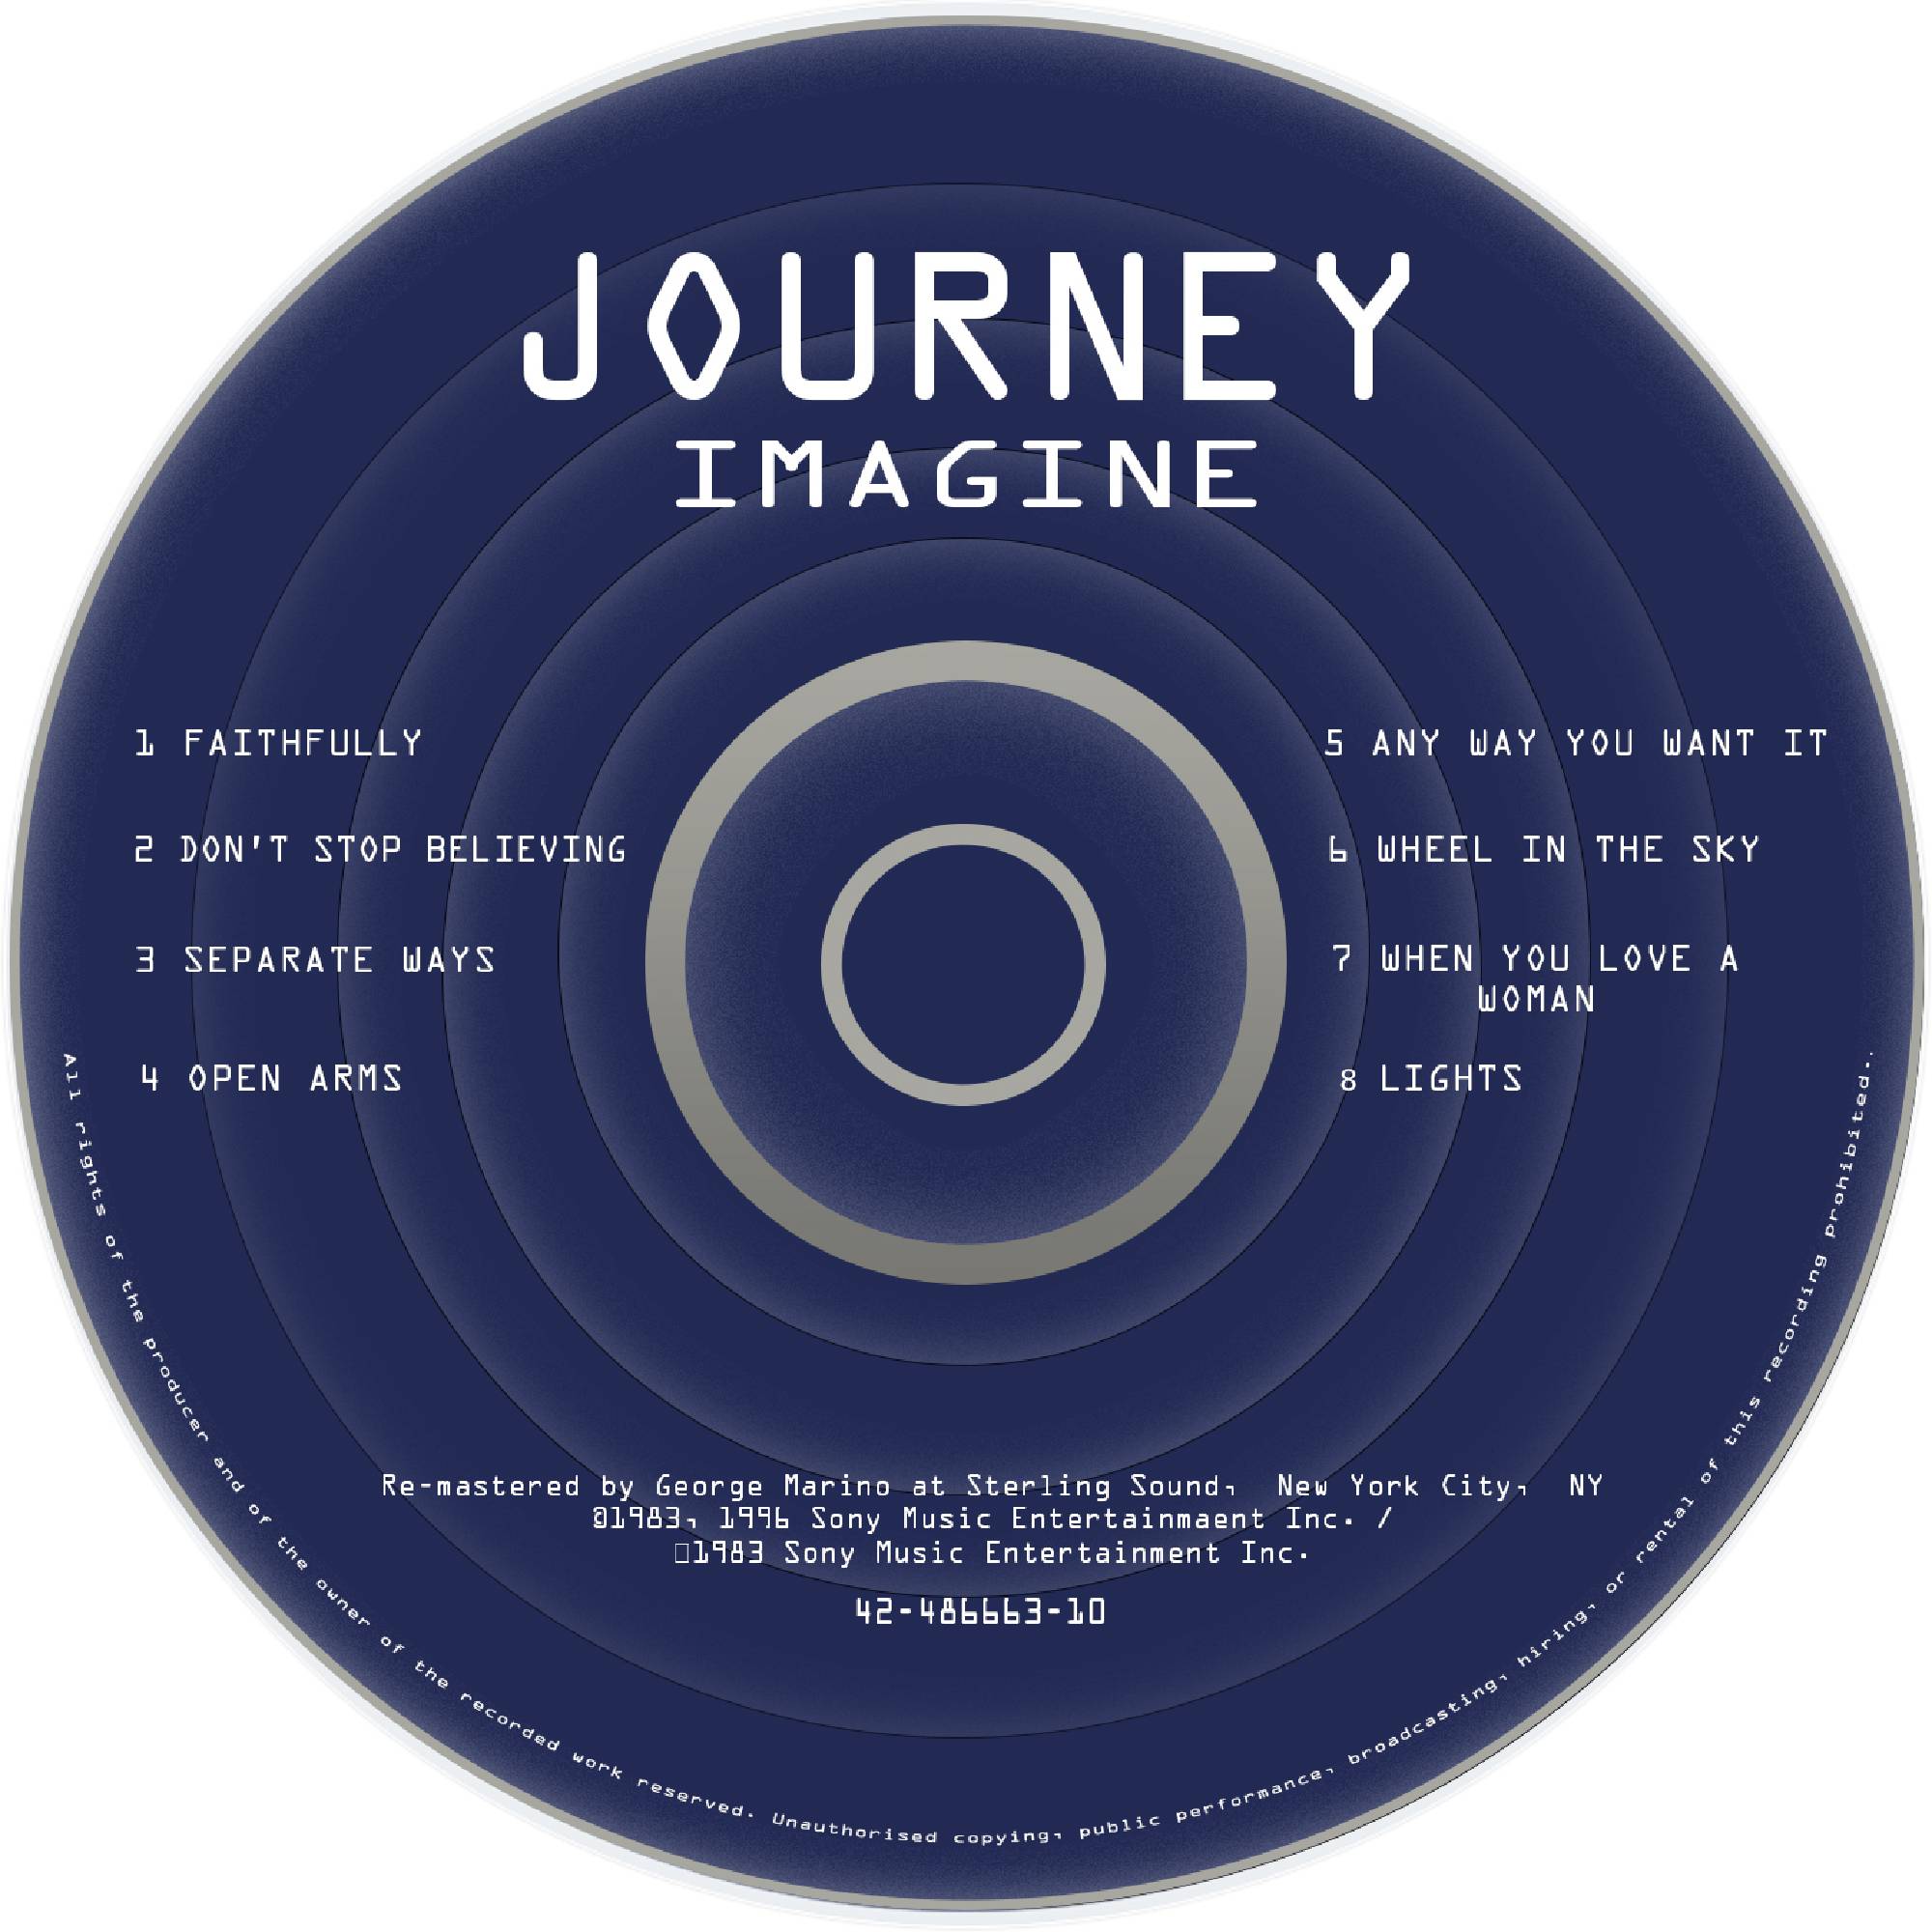 JOURNEY
IMAGINE
1 FAITHFULLY
2 DON'T STOP BELIEVING
3 SEPARATE WAYS
4 OPEN ARMS
5 ANY WAY YOU WANT IT
6 WHEEL IN THE SKY
7 WHEN YOU LOVE A
WOMAN
8 LIGHTS
Re-mastered by George Marino at Sterling Sound, New York City, NY
©1983, 1996 Sony Music Entertainmaent Inc. /
□1983 Sony Music Entertainment Inc.
42-486663-10
All rights of the producer and of the owner of the recorded work reserved. Unauthorised copying, public performance, broadcasting, hiring, or rental of this recording prohibited..